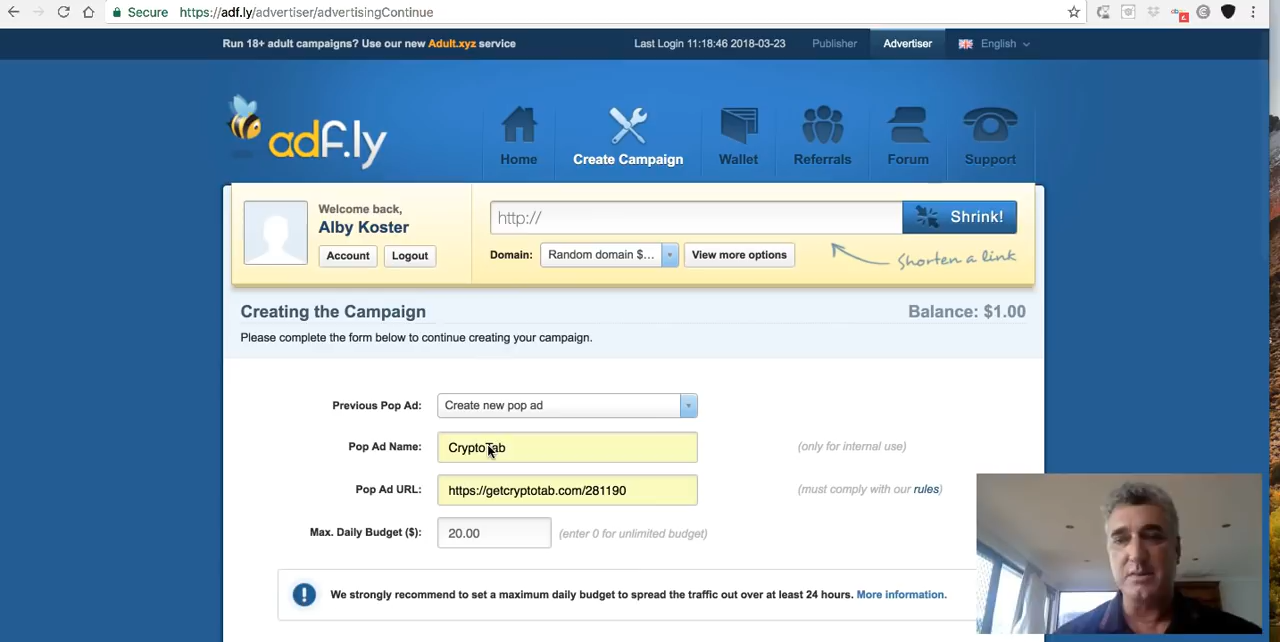 Secure https://adf.ly/advertiser/advertisingContinue
Run 18+ adult campaigns? Use our new Adult.xyz service Last Login 11:18:46 2018-03-23 Publisher Advertiser English
adf.ly
Home Create Campaign Wallet Referrals Forum Support
Welcome back,
Alby Koster
Account Logout
http:// Shrink!
Domain: Random domain $... View more options Shorten a link
Creating the Campaign Balance: $1.00
Please complete the form below to continue creating your campaign.
Previous Pop Ad: Create new pop ad
Pop Ad Name: CryptoTab (only for internal use)
Pop Ad URL: https://getcryptotab.com/281190 (must comply with our rules)
Max. Daily Budget ($): 20.00 (enter 0 for unlimited budget)
! We strongly recommend to set a maximum daily budget to spread the traffic out over at least 24 hours. More information.